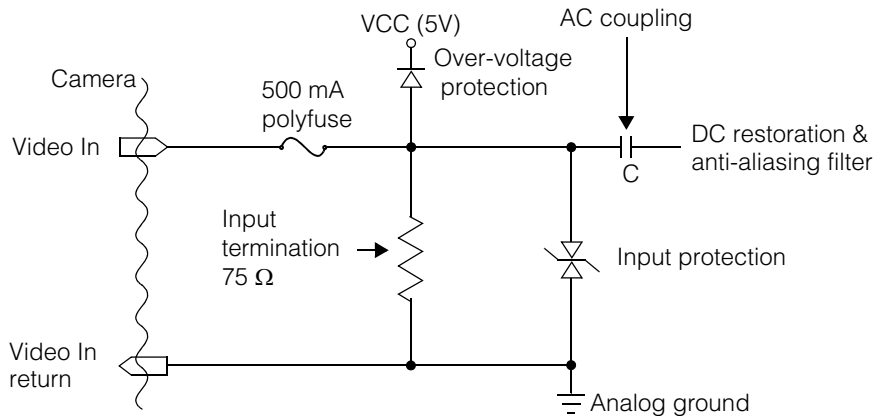 VCC (5V)
AC coupling
Camera
Over-voltage
protection
500 mA
polyfuse
Video In
DC restoration &
anti-aliasing filter
C
Input
termination
75 Ω
Input protection
Video In
return
Analog ground